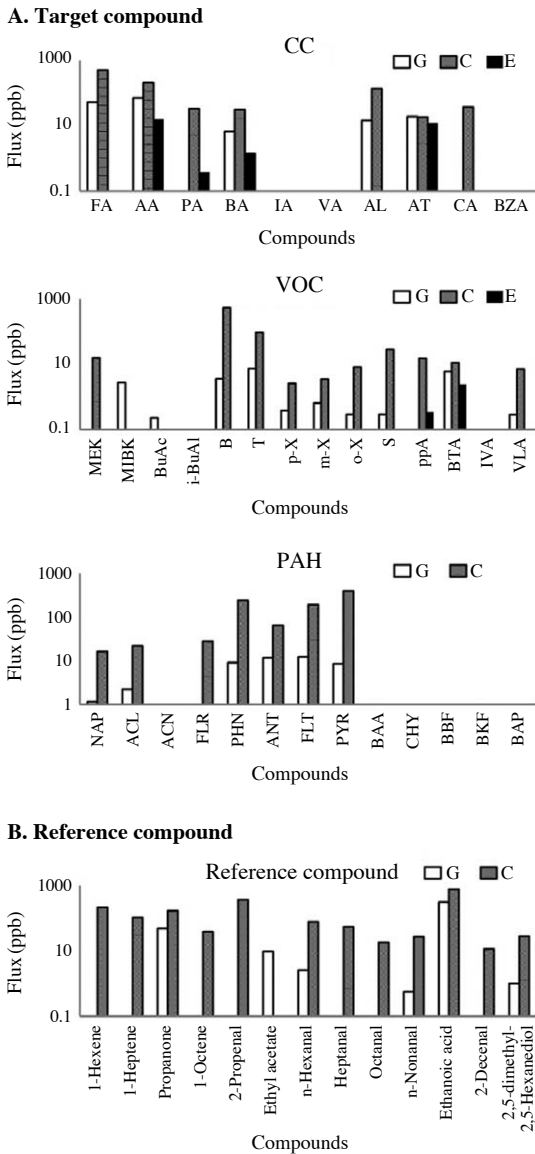 A. Target compound
CC
G C E
1000
10
0.1
Flux (ppb)
FA AA PA BA IA VA AL AT CA BZA
Compounds
VOC
G C E
1000
10
0.1
Flux (ppb)
MEK MIBK BuAc i-BuAl B T p-X m-X o-X S ppA BTA IVA VLA
Compounds
PAH
G C
1000
100
10
1
Flux (ppb)
NAP ACL ACN FLR PHN ANT FLT PYR BAA CHY BBF BKF BAP
Compounds
B. Reference compound
Reference compound
G C
1000
10
0.1
Flux (ppb)
1-Hexene
1-Heptene
Propanone
1-Octene
2-Propenal
Ethyl acetate
n-Hexanal
Heptanal
Octanal
n-Nonanal
Ethanoic acid
2-Decenal
2,5-dimethyl-
2,5-Hexanediol
Compounds